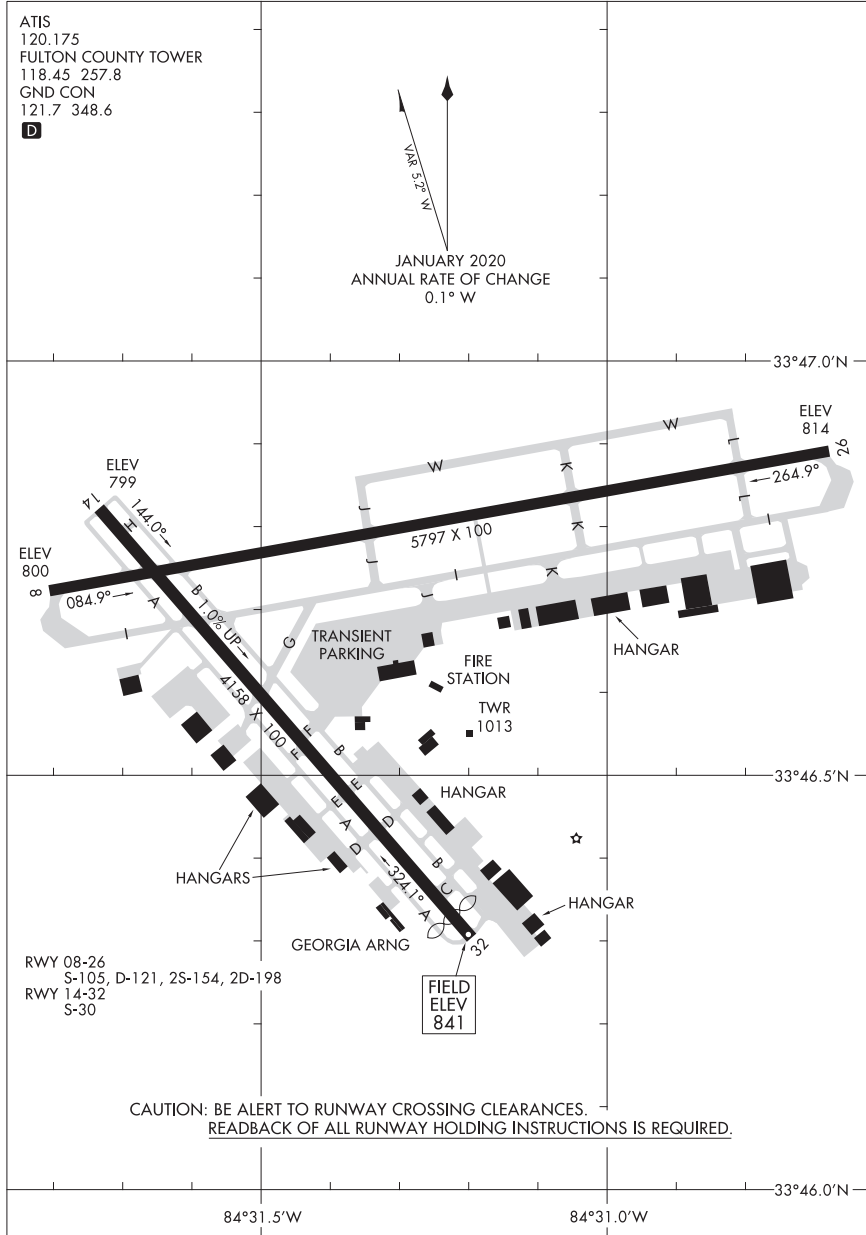 ATIS
120.175
FULTON COUNTY TOWER
118.45 257.8
GND CON
121.7 348.6
D
VAR 5.2° W
JANUARY 2020
ANNUAL RATE OF CHANGE
0.1° W
33°47.0'N
ELEV
814
26
264.9°
W
W
L
K
J
L
I
K
J
5797 X 100
I
K
J
ELEV
799
14
H
144.0°
ELEV
800
8
084.9°
A
B
1.0% UP
I
G
TRANSIENT
PARKING
HANGAR
FIRE
STATION
TWR
1013
4158 X 100
F
F
B
33°46.5'N
E
E
HANGAR
A
D
D
B
HANGARS
324.1°
C
A
HANGAR
GEORGIA ARNG
32
RWY 08-26
S-105, D-121, 2S-154, 2D-198
RWY 14-32
S-30
FIELD
ELEV
841
CAUTION: BE ALERT TO RUNWAY CROSSING CLEARANCES.
READBACK OF ALL RUNWAY HOLDING INSTRUCTIONS IS REQUIRED.
33°46.0'N
84°31.5'W
84°31.0'W